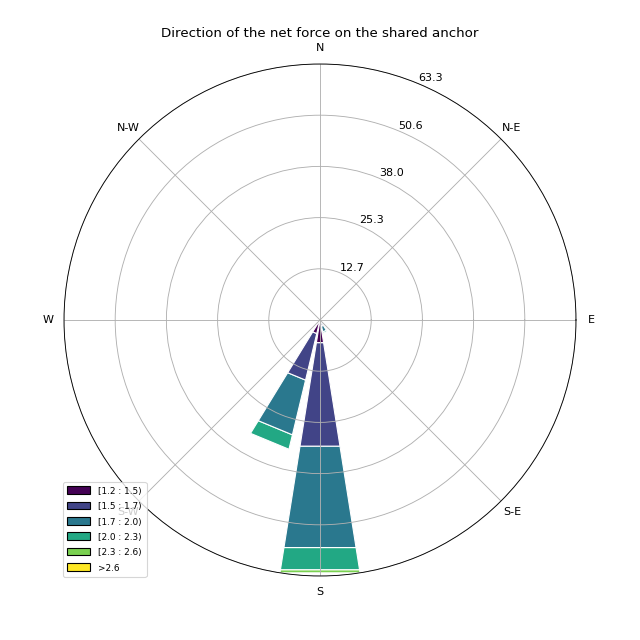 Direction of the net force on the shared anchor
N
63.3
N-W
50.6
N-E
38.0
25.3
12.7
W
E
[1.2 : 1.5)
[1.5 : 1.7)
S-W
S-E
[1.7 : 2.0)
[2.0 : 2.3)
[2.3 : 2.6)
>2.6
S